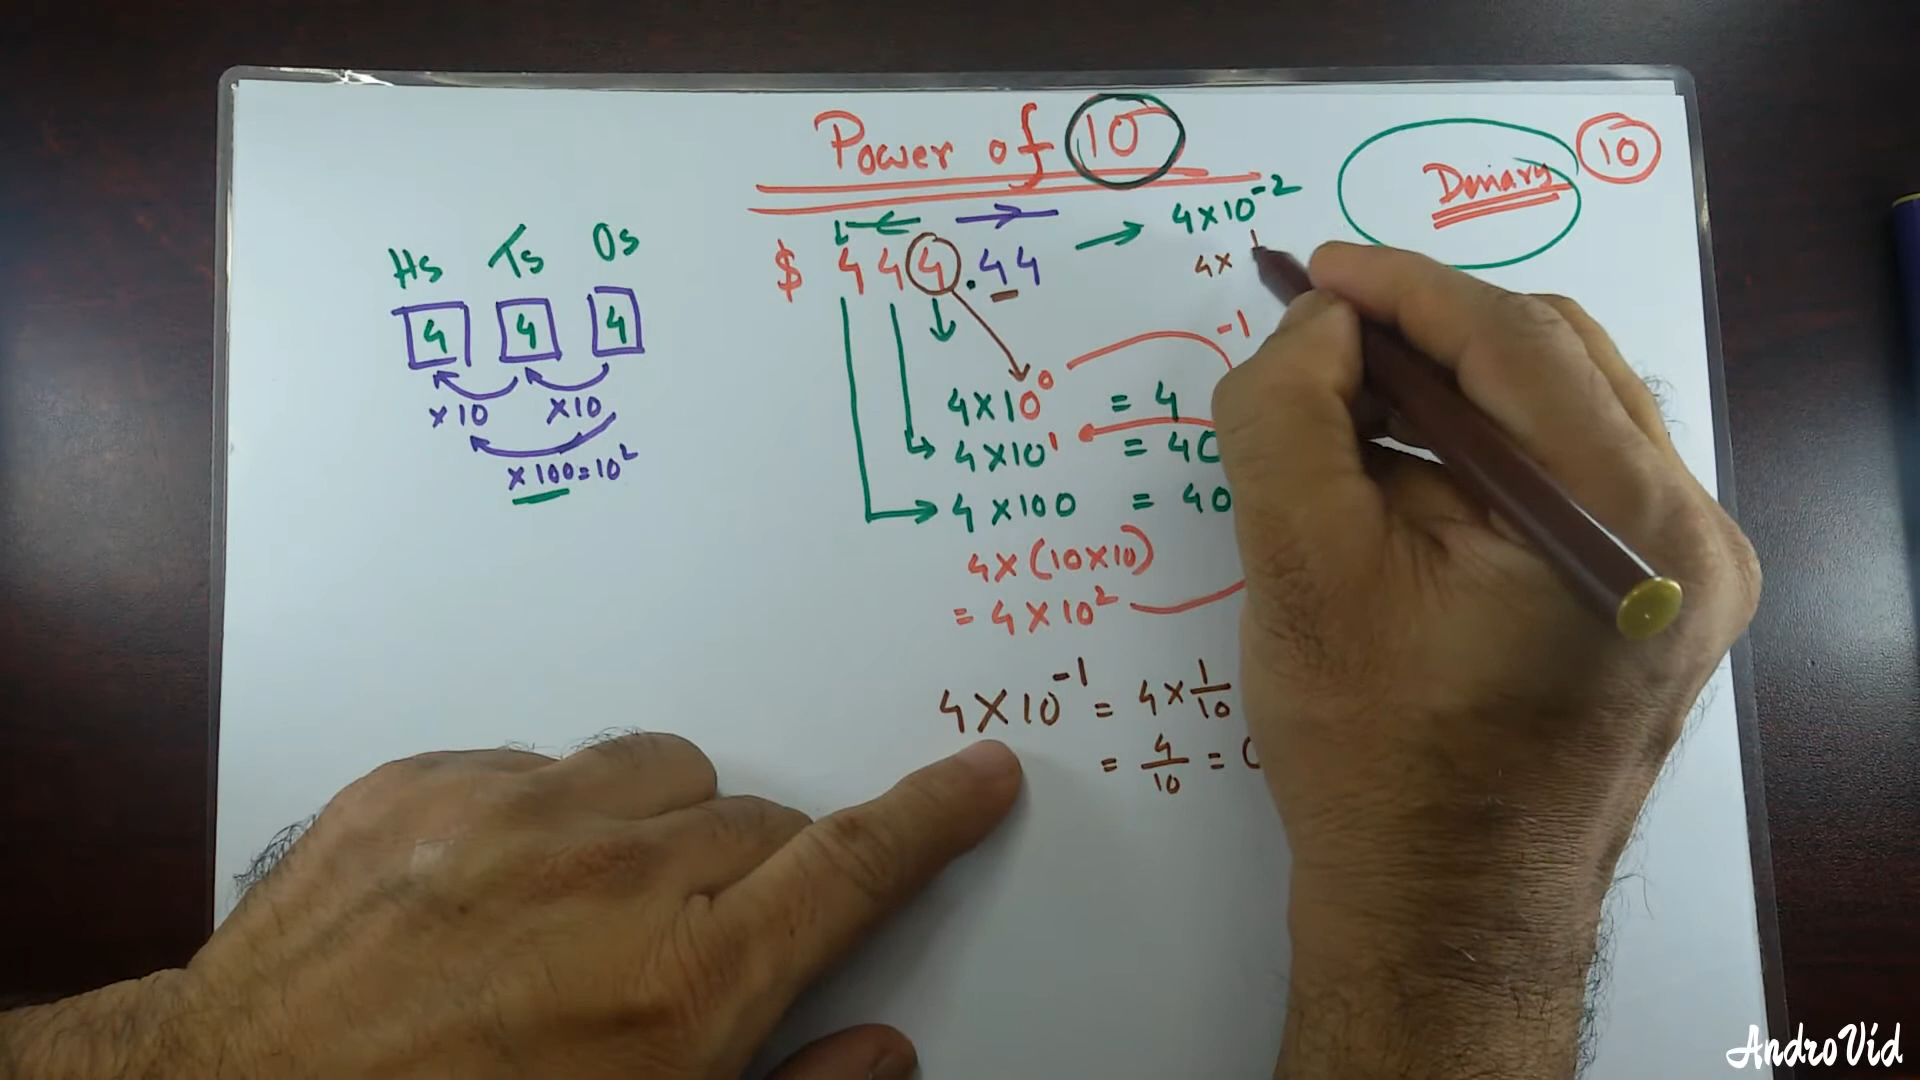 Power of 10
Denary 10
Hs Ts Os
4 4 4
×10 ×10
×100=10²
$ 444.44
4×10⁻²
4×
-1
4×10⁰ = 4
4×10¹ = 40
4×100 = 40
4×(10×10)
= 4×10²
4×10⁻¹ = 4×1/10
= 4/10 =
AndroVid